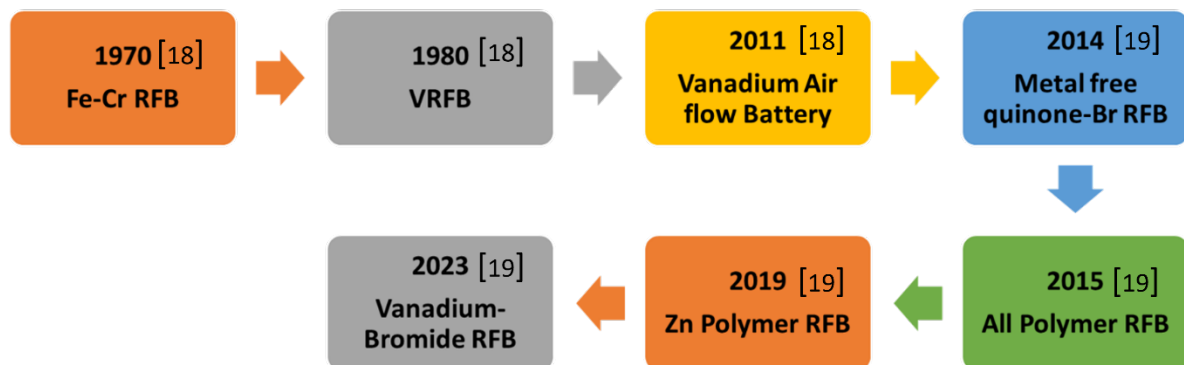 1970 [18]
Fe-Cr RFB
1980 [18]
VRFB
2011 [18]
Vanadium Air
flow Battery
2014 [19]
Metal free
quinone-Br RFB
2015 [19]
All Polymer RFB
2019 [19]
Zn Polymer RFB
2023 [19]
Vanadium-
Bromide RFB